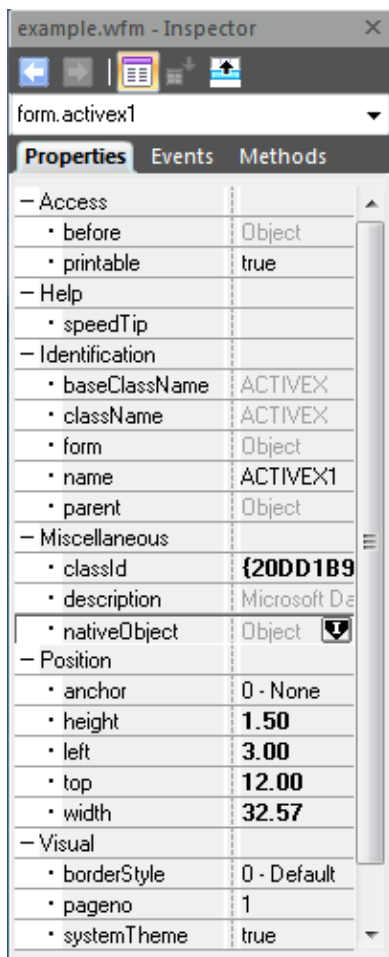 example.wfm - Inspector
form.activex1
Properties Events Methods
Access
before Object
printable true
Help
speedTip
Identification
baseClassName ACTIVEX
className ACTIVEX
form Object
name ACTIVEX1
parent Object
Miscellaneous
classId {20DD1B9
description Microsoft Da
nativeObject Object
Position
anchor 0 - None
height 1.50
left 3.00
top 12.00
width 32.57
Visual
borderStyle 0 - Default
pageno 1
systemTheme true